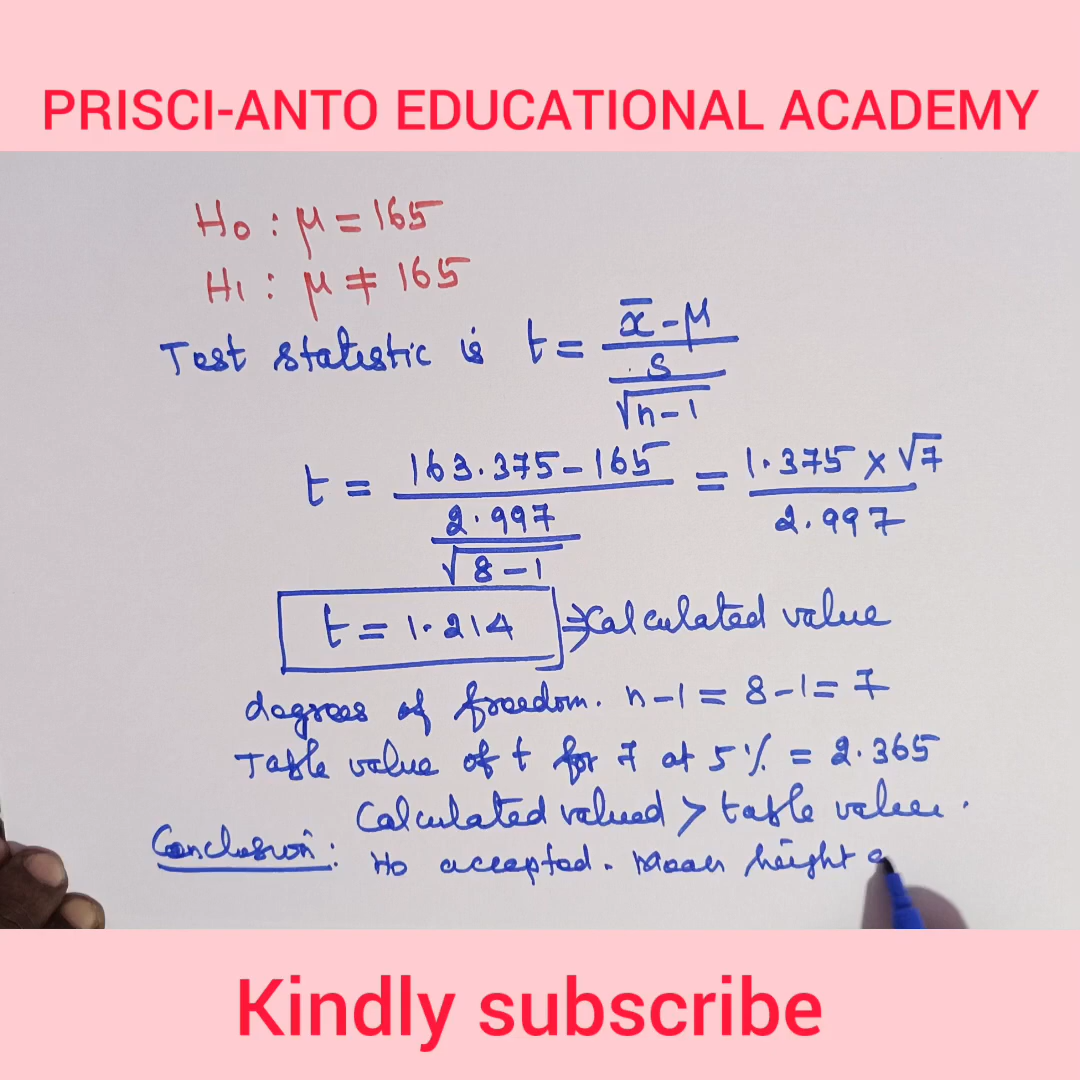 PRISCI-ANTO EDUCATIONAL ACADEMY
H0 : μ = 165
H1 : μ ≠ 165
Test statistic is t = (x̄ - μ) / (s / √(n-1))
t = (163.375 - 165) / (2.997 / √(8-1)) = (1.375 × √7) / 2.997
t = 1.214 ⇒ Calculated value
degrees of freedom. n-1 = 8-1 = 7
Table value of t for 7 at 5% = 2.365
Calculated valued > table value.
Conclusion: H0 accepted. Mean height
Kindly subscribe